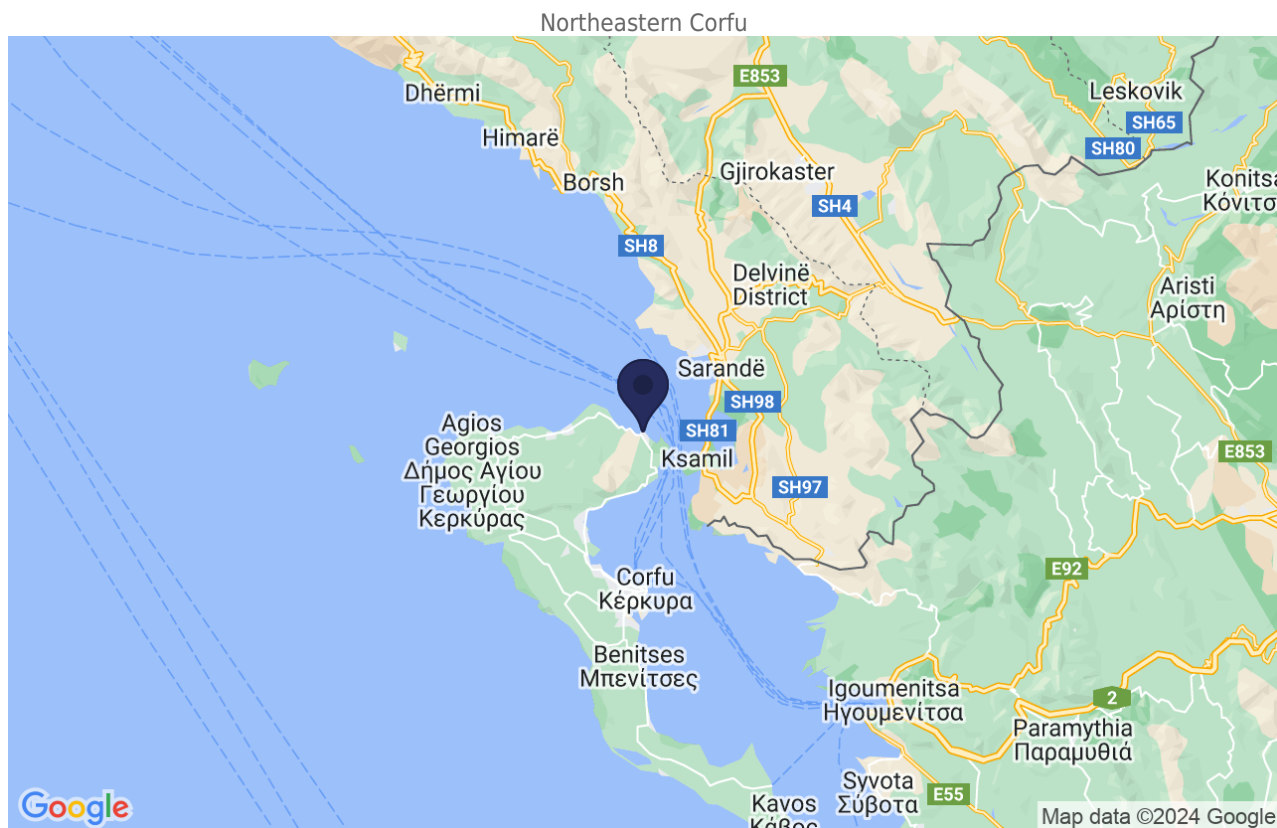 Northeastern Corfu
E853
Leskovik
SH65
SH80
Dhërmi
Himarë
Borsh
Gjirokaster
SH4
Konitsa
Κόνιτσ
SH8
Delvinë
District
Aristi
Αρίστη
Sarandë
SH98
SH81
Agios
Georgios
Δήμος Αγίου
Γεωργίου
Κερκύρας
Ksamil
SH97
E853
E92
Corfu
Κέρκυρα
Benitses
Μπενίτσες
Igoumenitsa
Ηγουμενίτσα
2
Paramythia
Παραμυθιά
Syvota
Σύβοτα
E55
Kavos
Κάβος
Google
Map data ©2024 Google